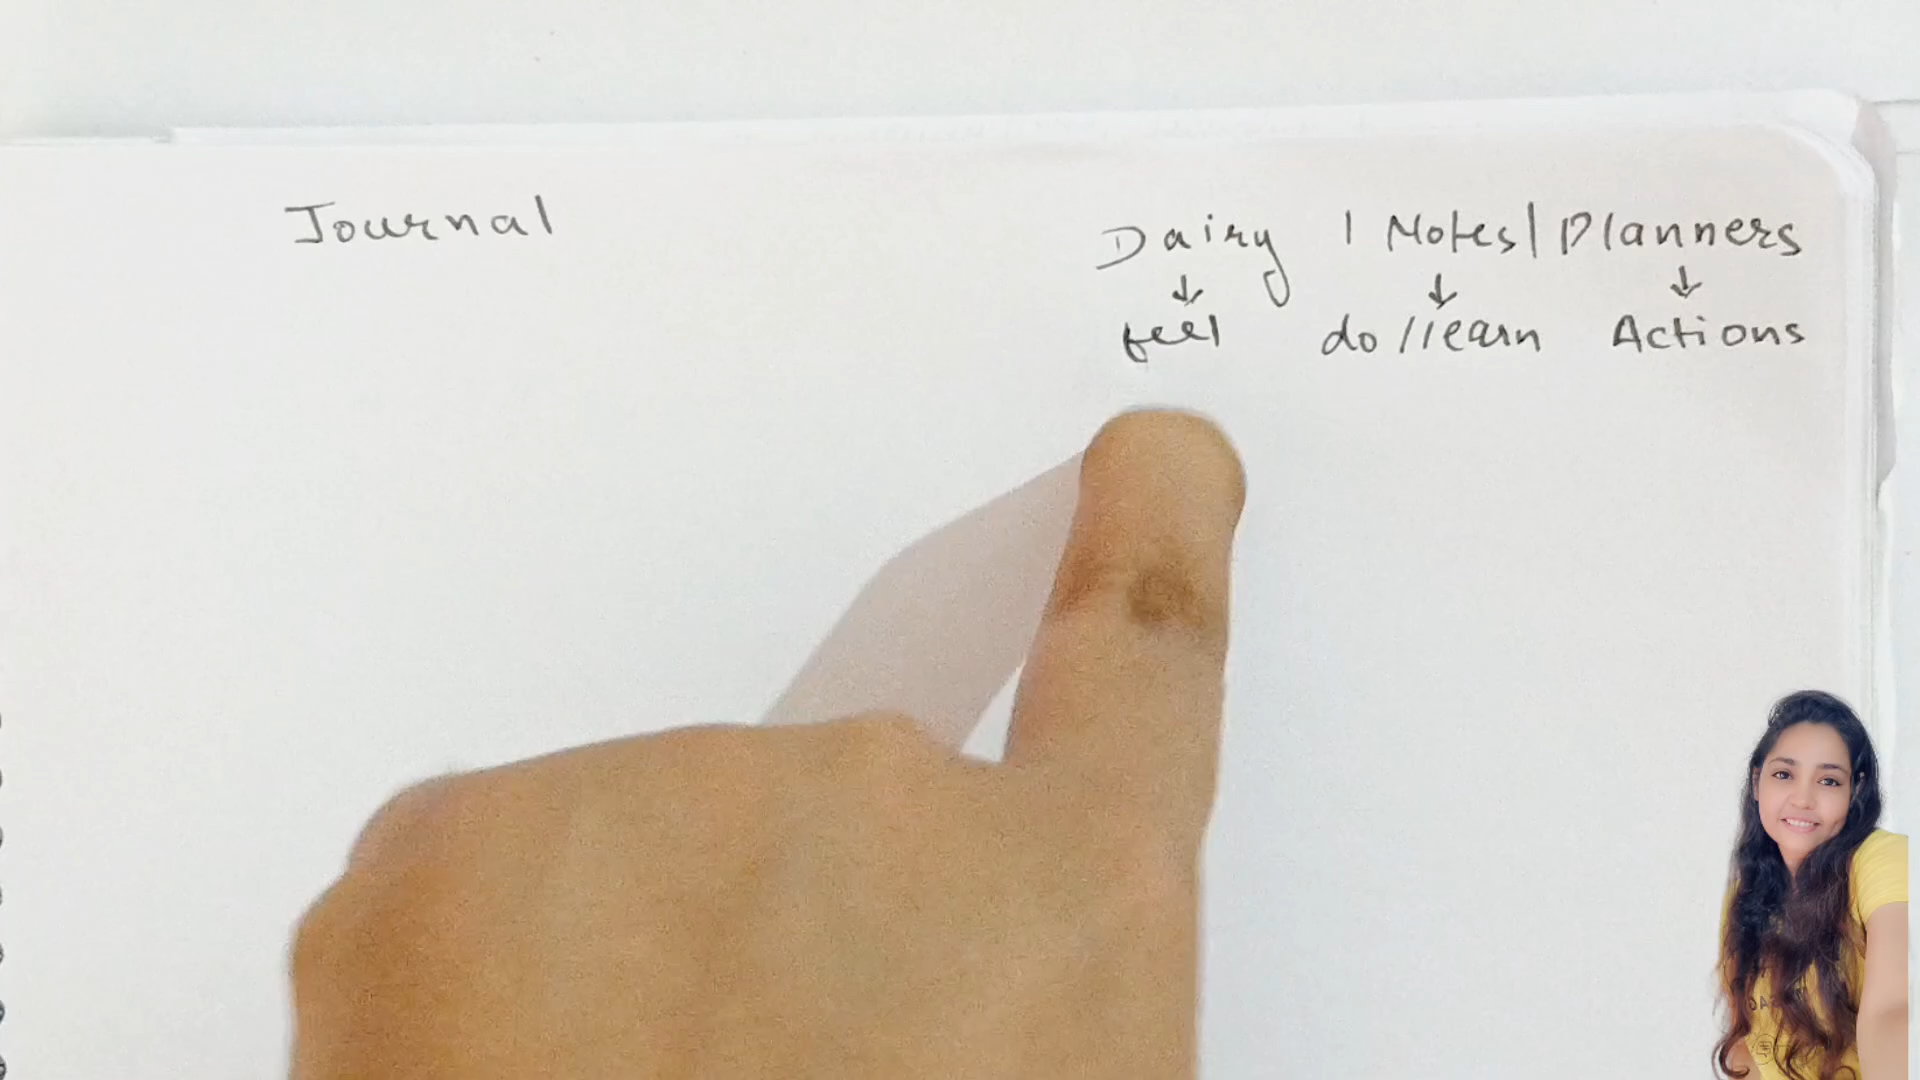 Journal
Dairy | Notes | Planners
↓ ↓ ↓
feel do/learn Actions